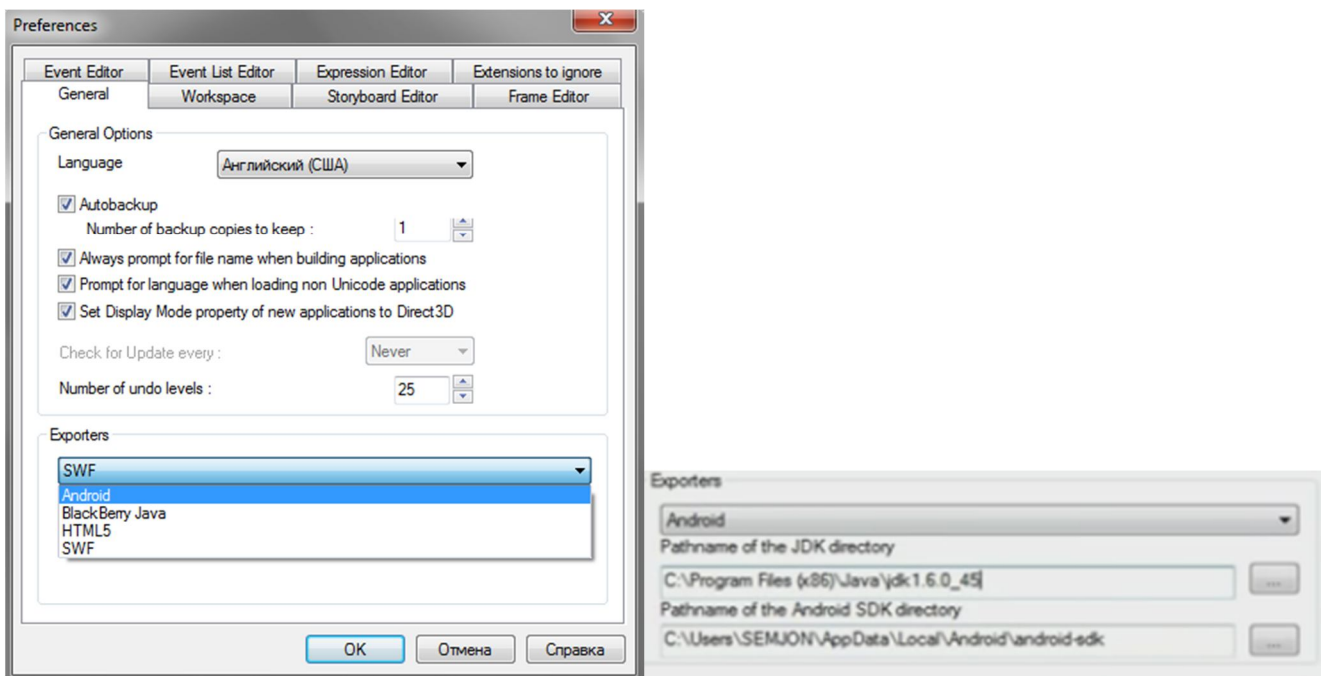 Preferences
x
Event Editor Event List Editor Expression Editor Extensions to ignore
General Workspace Storyboard Editor Frame Editor
General Options
Language Английский (США)
Autobackup
Number of backup copies to keep : 1
Always prompt for file name when building applications
Prompt for language when loading non Unicode applications
Set Display Mode property of new applications to Direct3D
Check for Update every : Never
Number of undo levels : 25
Exporters
SWF
Android
BlackBerry Java
HTML5
SWF
OK Отмена Справка
Exporters
Android
Pathname of the JDK directory
C:\Program Files (x86)\Java\jdk1.6.0_45
...
Pathname of the Android SDK directory
C:\Users\SEMJON\AppData\Local\Android\android-sdk
...